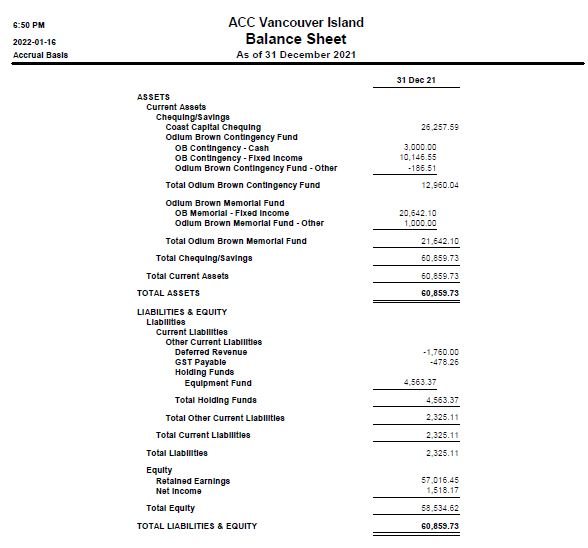 6:50 PM
ACC Vancouver Island
2022-01-16
Balance Sheet
Accrual Basis
As of 31 December 2021
31 Dec 21
ASSETS
Current Assets
Chequing/Savings
Coast Capital Chequing 26,257.59
Odlum Brown Contingency Fund
OB Contingency - Cash 3,000.00
OB Contingency - Fixed Income 10,146.55
Odlum Brown Contingency Fund - Other -186.51
Total Odlum Brown Contingency Fund 12,960.04
Odlum Brown Memorial Fund
OB Memorial - Fixed Income 20,642.10
Odlum Brown Memorial Fund - Other 1,000.00
Total Odlum Brown Memorial Fund 21,642.10
Total Chequing/Savings 60,859.73
Total Current Assets 60,859.73
TOTAL ASSETS 60,859.73
LIABILITIES & EQUITY
Liabilities
Current Liabilities
Other Current Liabilities
Deferred Revenue -1,760.00
GST Payable -478.26
Holding Funds
Equipment Fund 4,563.37
Total Holding Funds 4,563.37
Total Other Current Liabilities 2,325.11
Total Current Liabilities 2,325.11
Total Liabilities 2,325.11
Equity
Retained Earnings 57,016.45
Net Income 1,518.17
Total Equity 58,534.62
TOTAL LIABILITIES & EQUITY 60,859.73